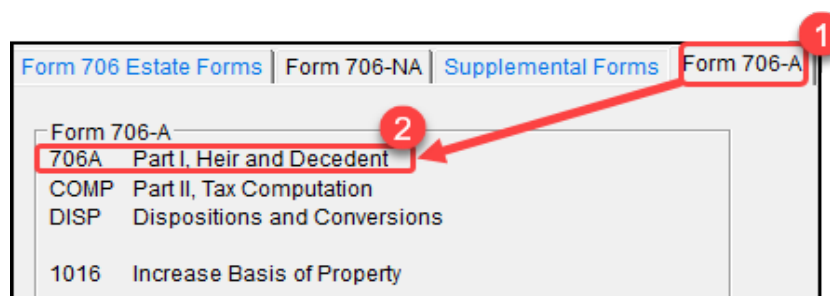 1
Form 706 Estate Forms Form 706-NA Supplemental Forms Form 706-A
2
Form 706-A
706A Part I, Heir and Decedent
COMP Part II, Tax Computation
DISP Dispositions and Conversions
1016 Increase Basis of Property